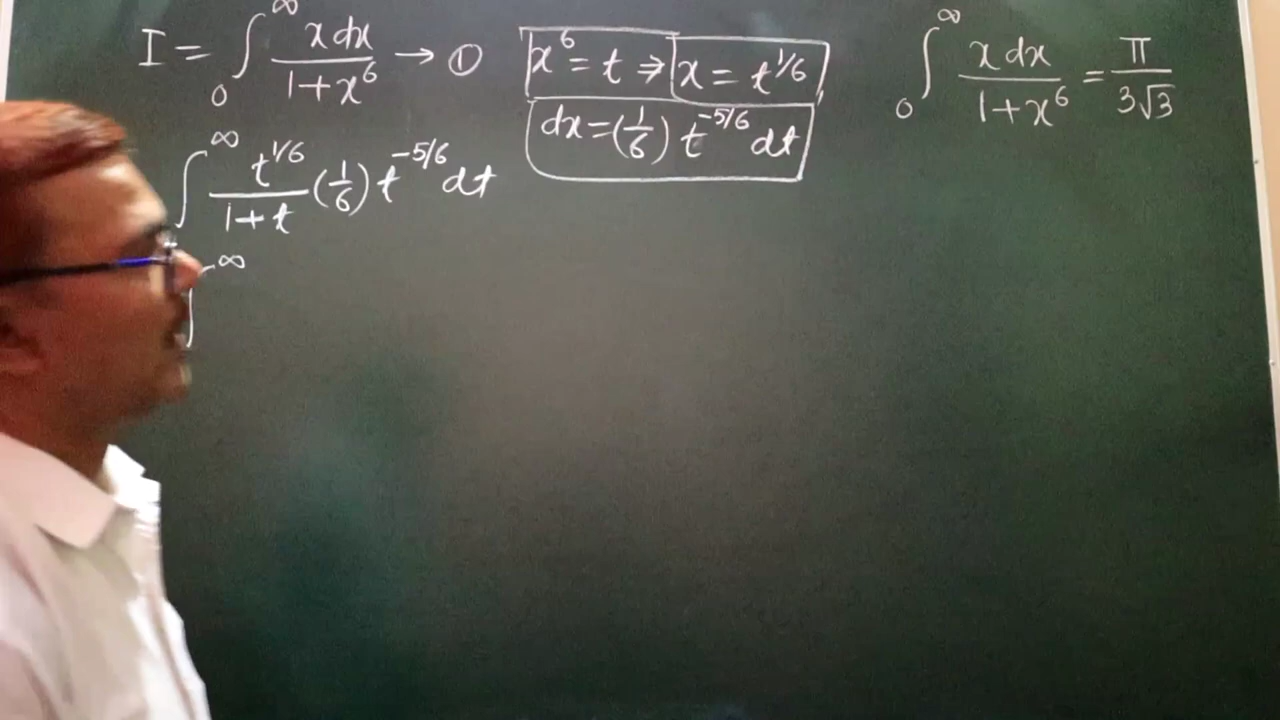 I = ∫₀^∞ x dx / 1+x⁶ → ①
x⁶ = t ⇒ x = t^1/6
dx = (1/6) t^-5/6 dt
∫^∞ t^1/6 / 1+t (1/6) t^-5/6 dt
∫^∞
∫₀^∞ x dx / 1+x⁶ = π / 3√3